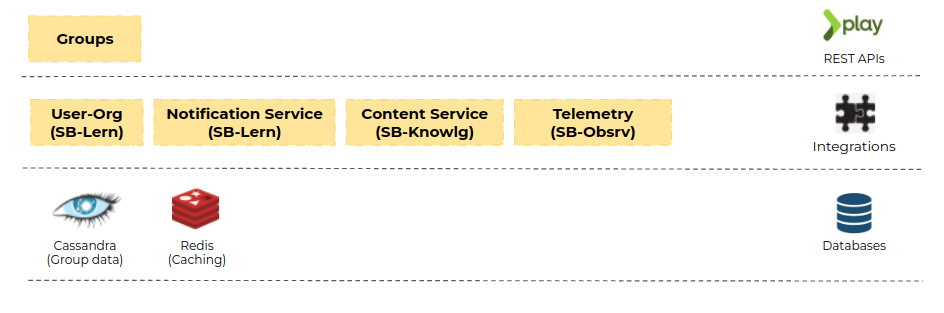 Groups
play
REST APIs
User-Org
(SB-Lern)
Notification Service
(SB-Lern)
Content Service
(SB-Knowlg)
Telemetry
(SB-Obsrv)
Integrations
Cassandra
(Group data)
Redis
(Caching)
Databases